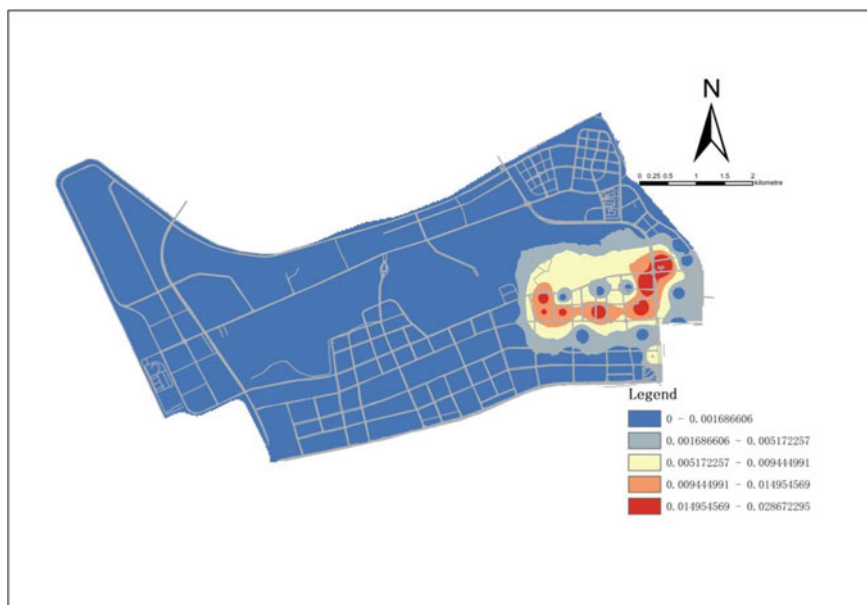 N
0 0.25 0.5 1 1.5 2
kilometre
Legend
0 - 0.001686606
0.001686606 - 0.005172257
0.005172257 - 0.009444991
0.009444991 - 0.014954569
0.014954569 - 0.028672295